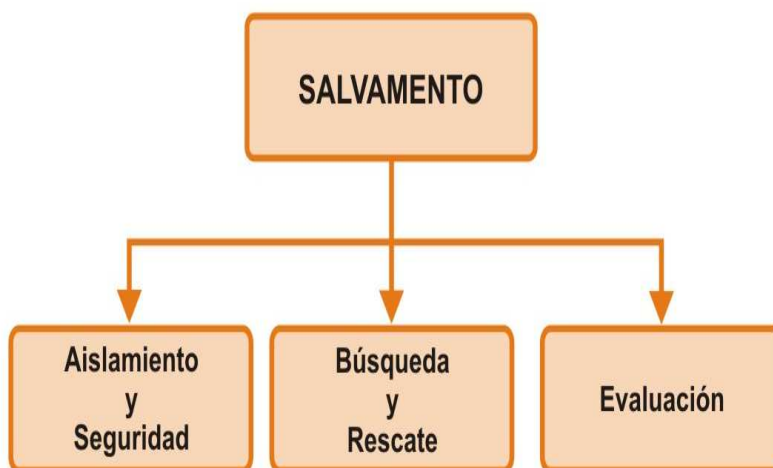 SALVAMENTO
Aislamiento
y
Seguridad
Búsqueda
y
Rescate
Evaluación